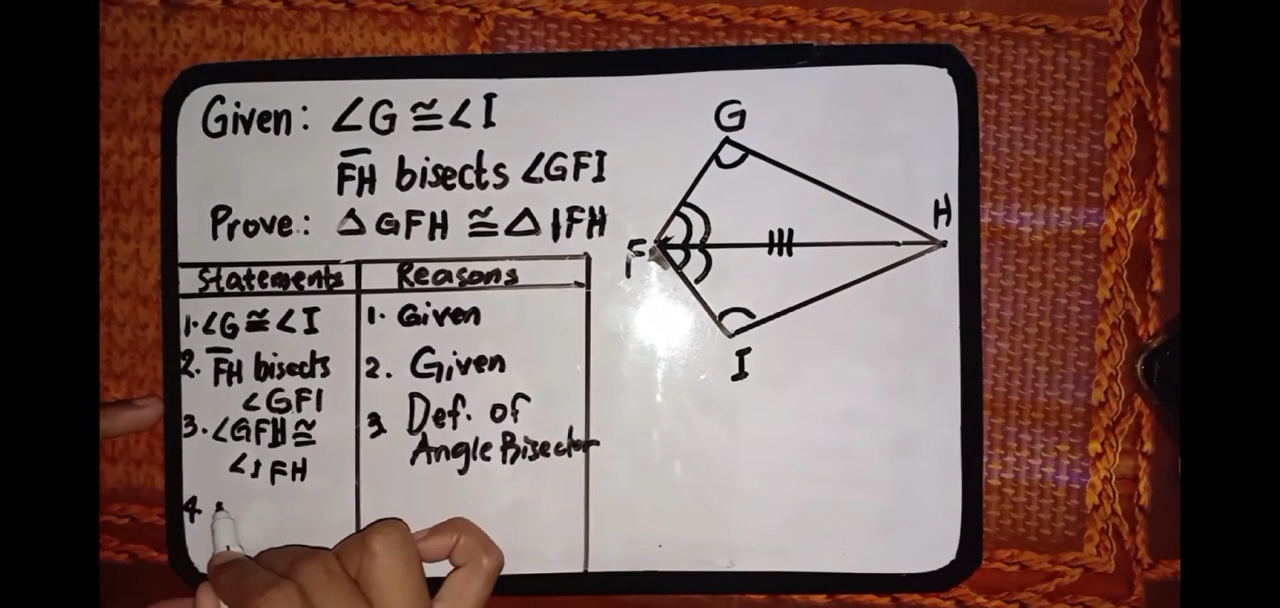 Given: ∠G ≅ ∠I
FH bisects ∠GFI
Prove: △GFH ≅ △IFH
Statements Reasons
1. ∠G ≅ ∠I 1. Given
2. FH bisects 2. Given
∠GFI
3. ∠GFH ≅ 3. Def. of
∠IFH Angle Bisector
4.
G
H
F
I